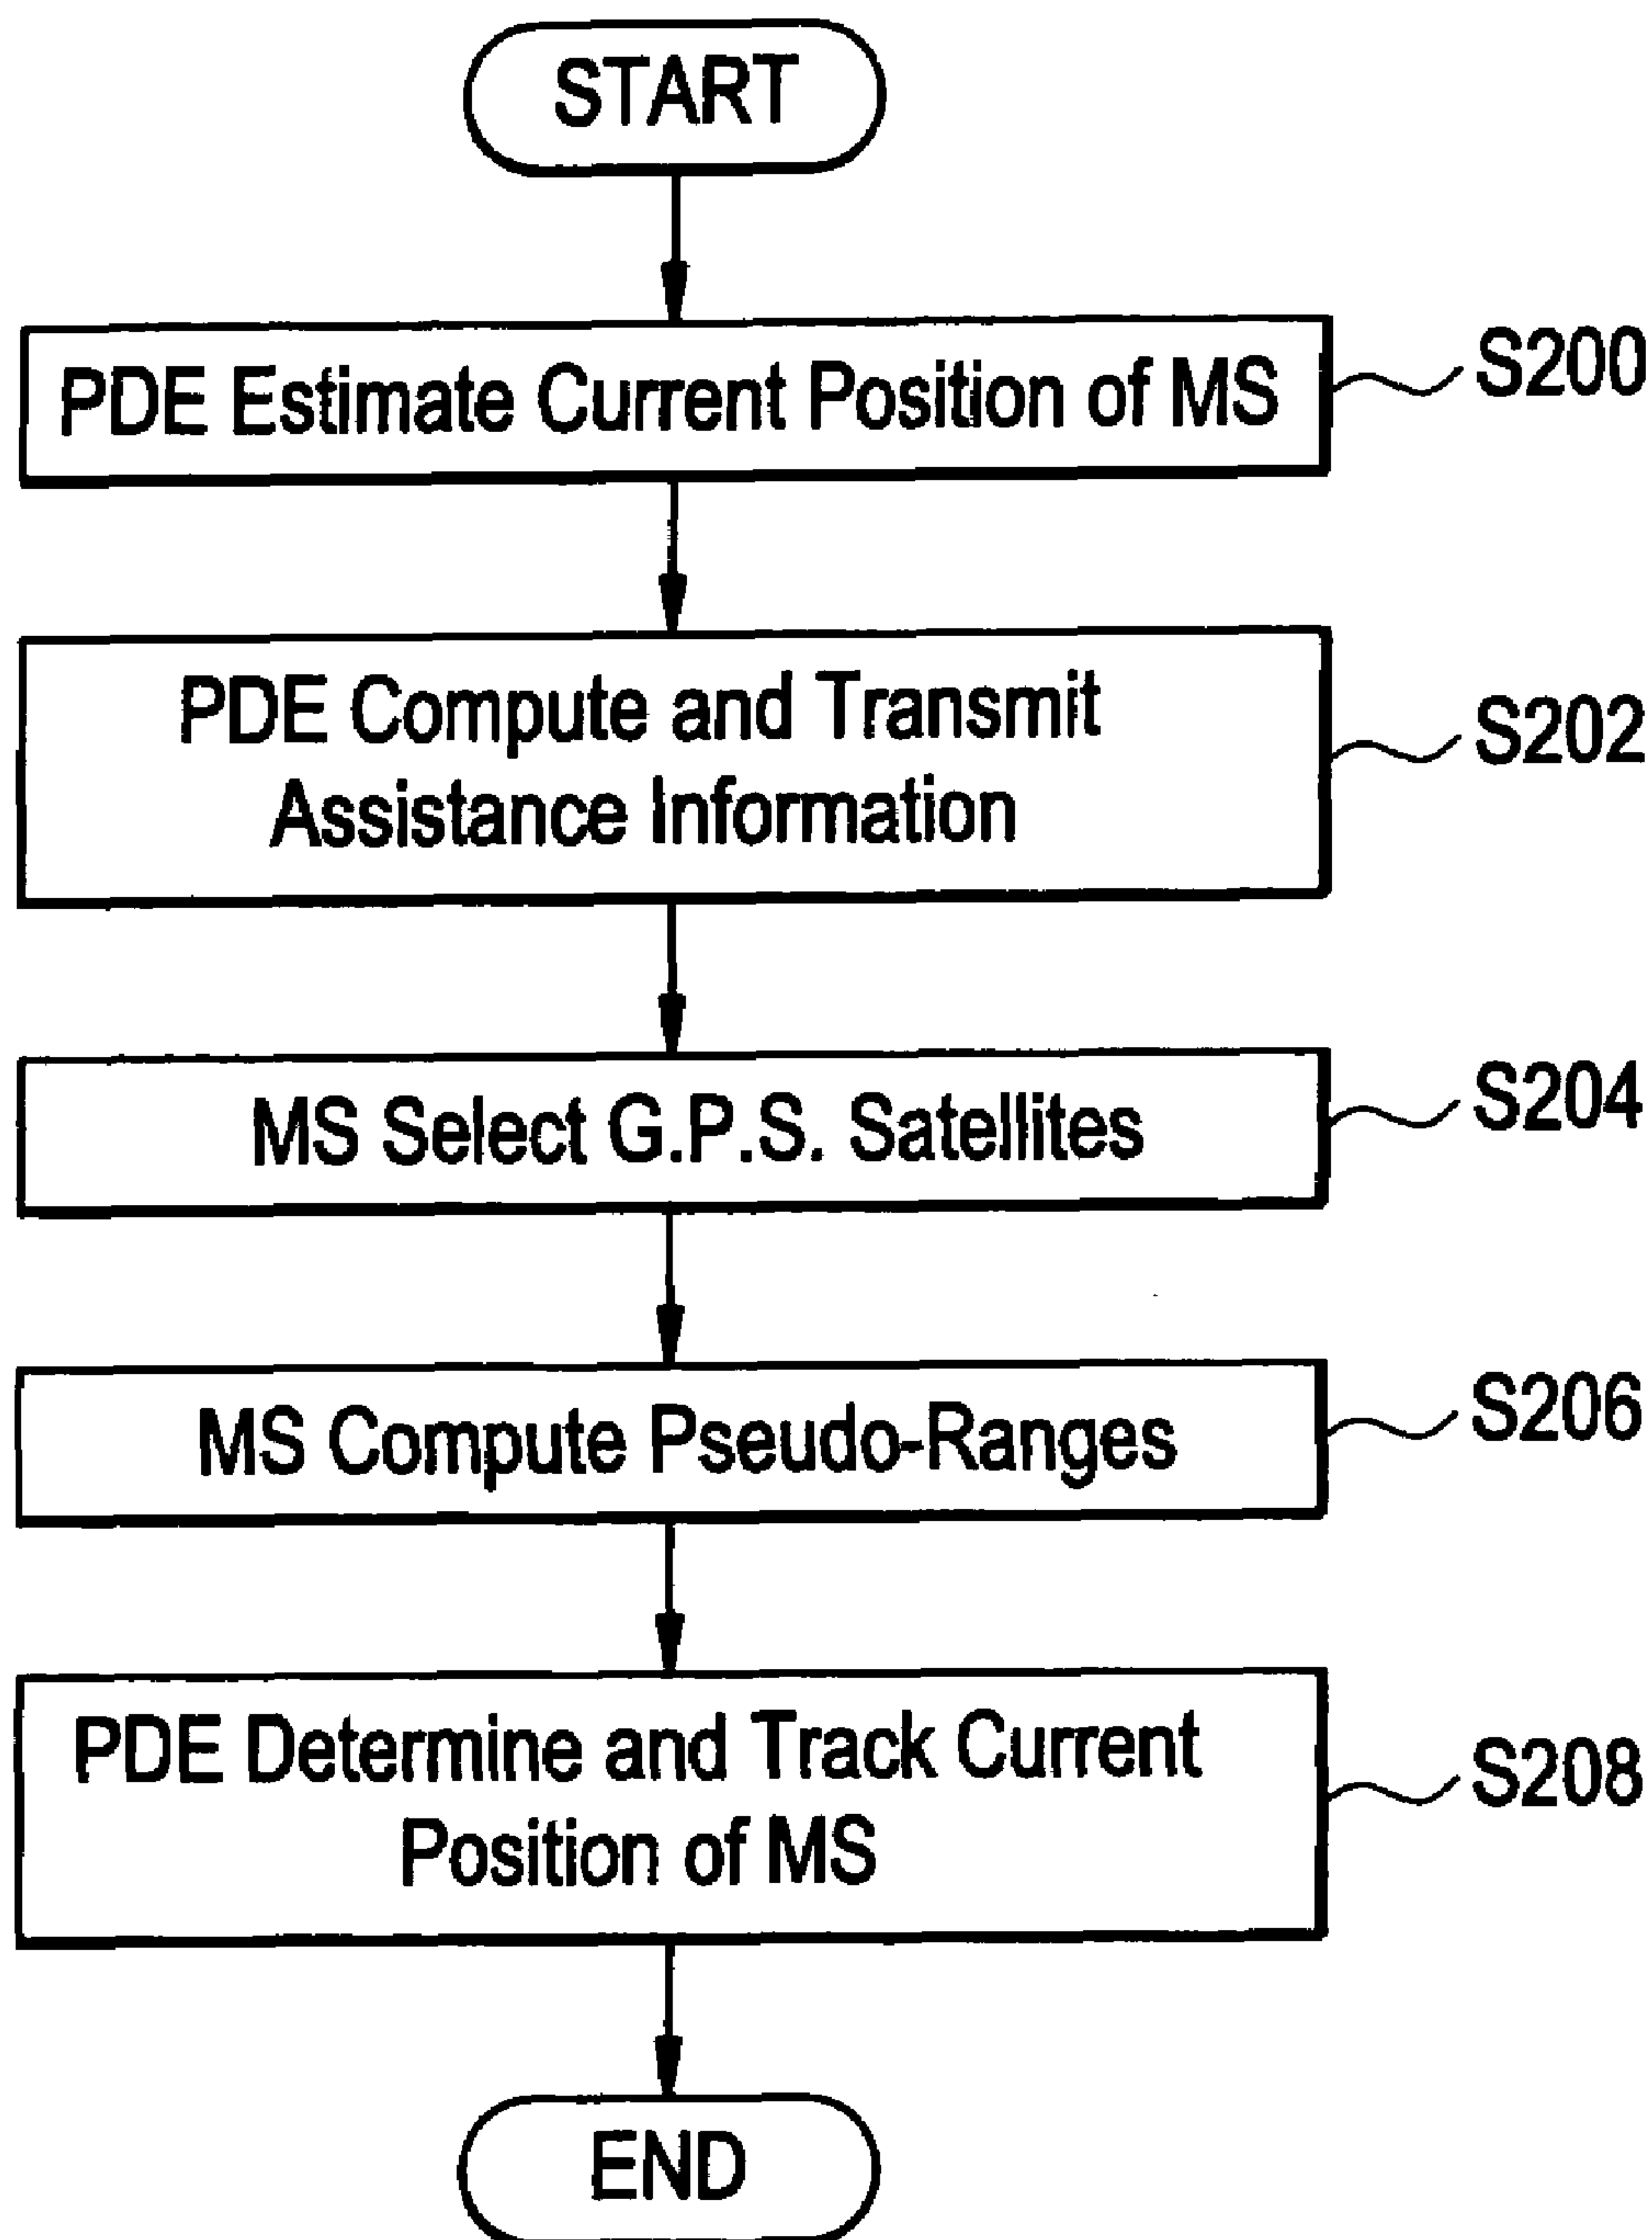 START
PDE Estimate Current Position of MS
S200
PDE Compute and Transmit
Assistance Information
S202
MS Select G.P.S. Satellites
S204
MS Compute Pseudo-Ranges
S206
PDE Determine and Track Current
Position of MS
S208
END